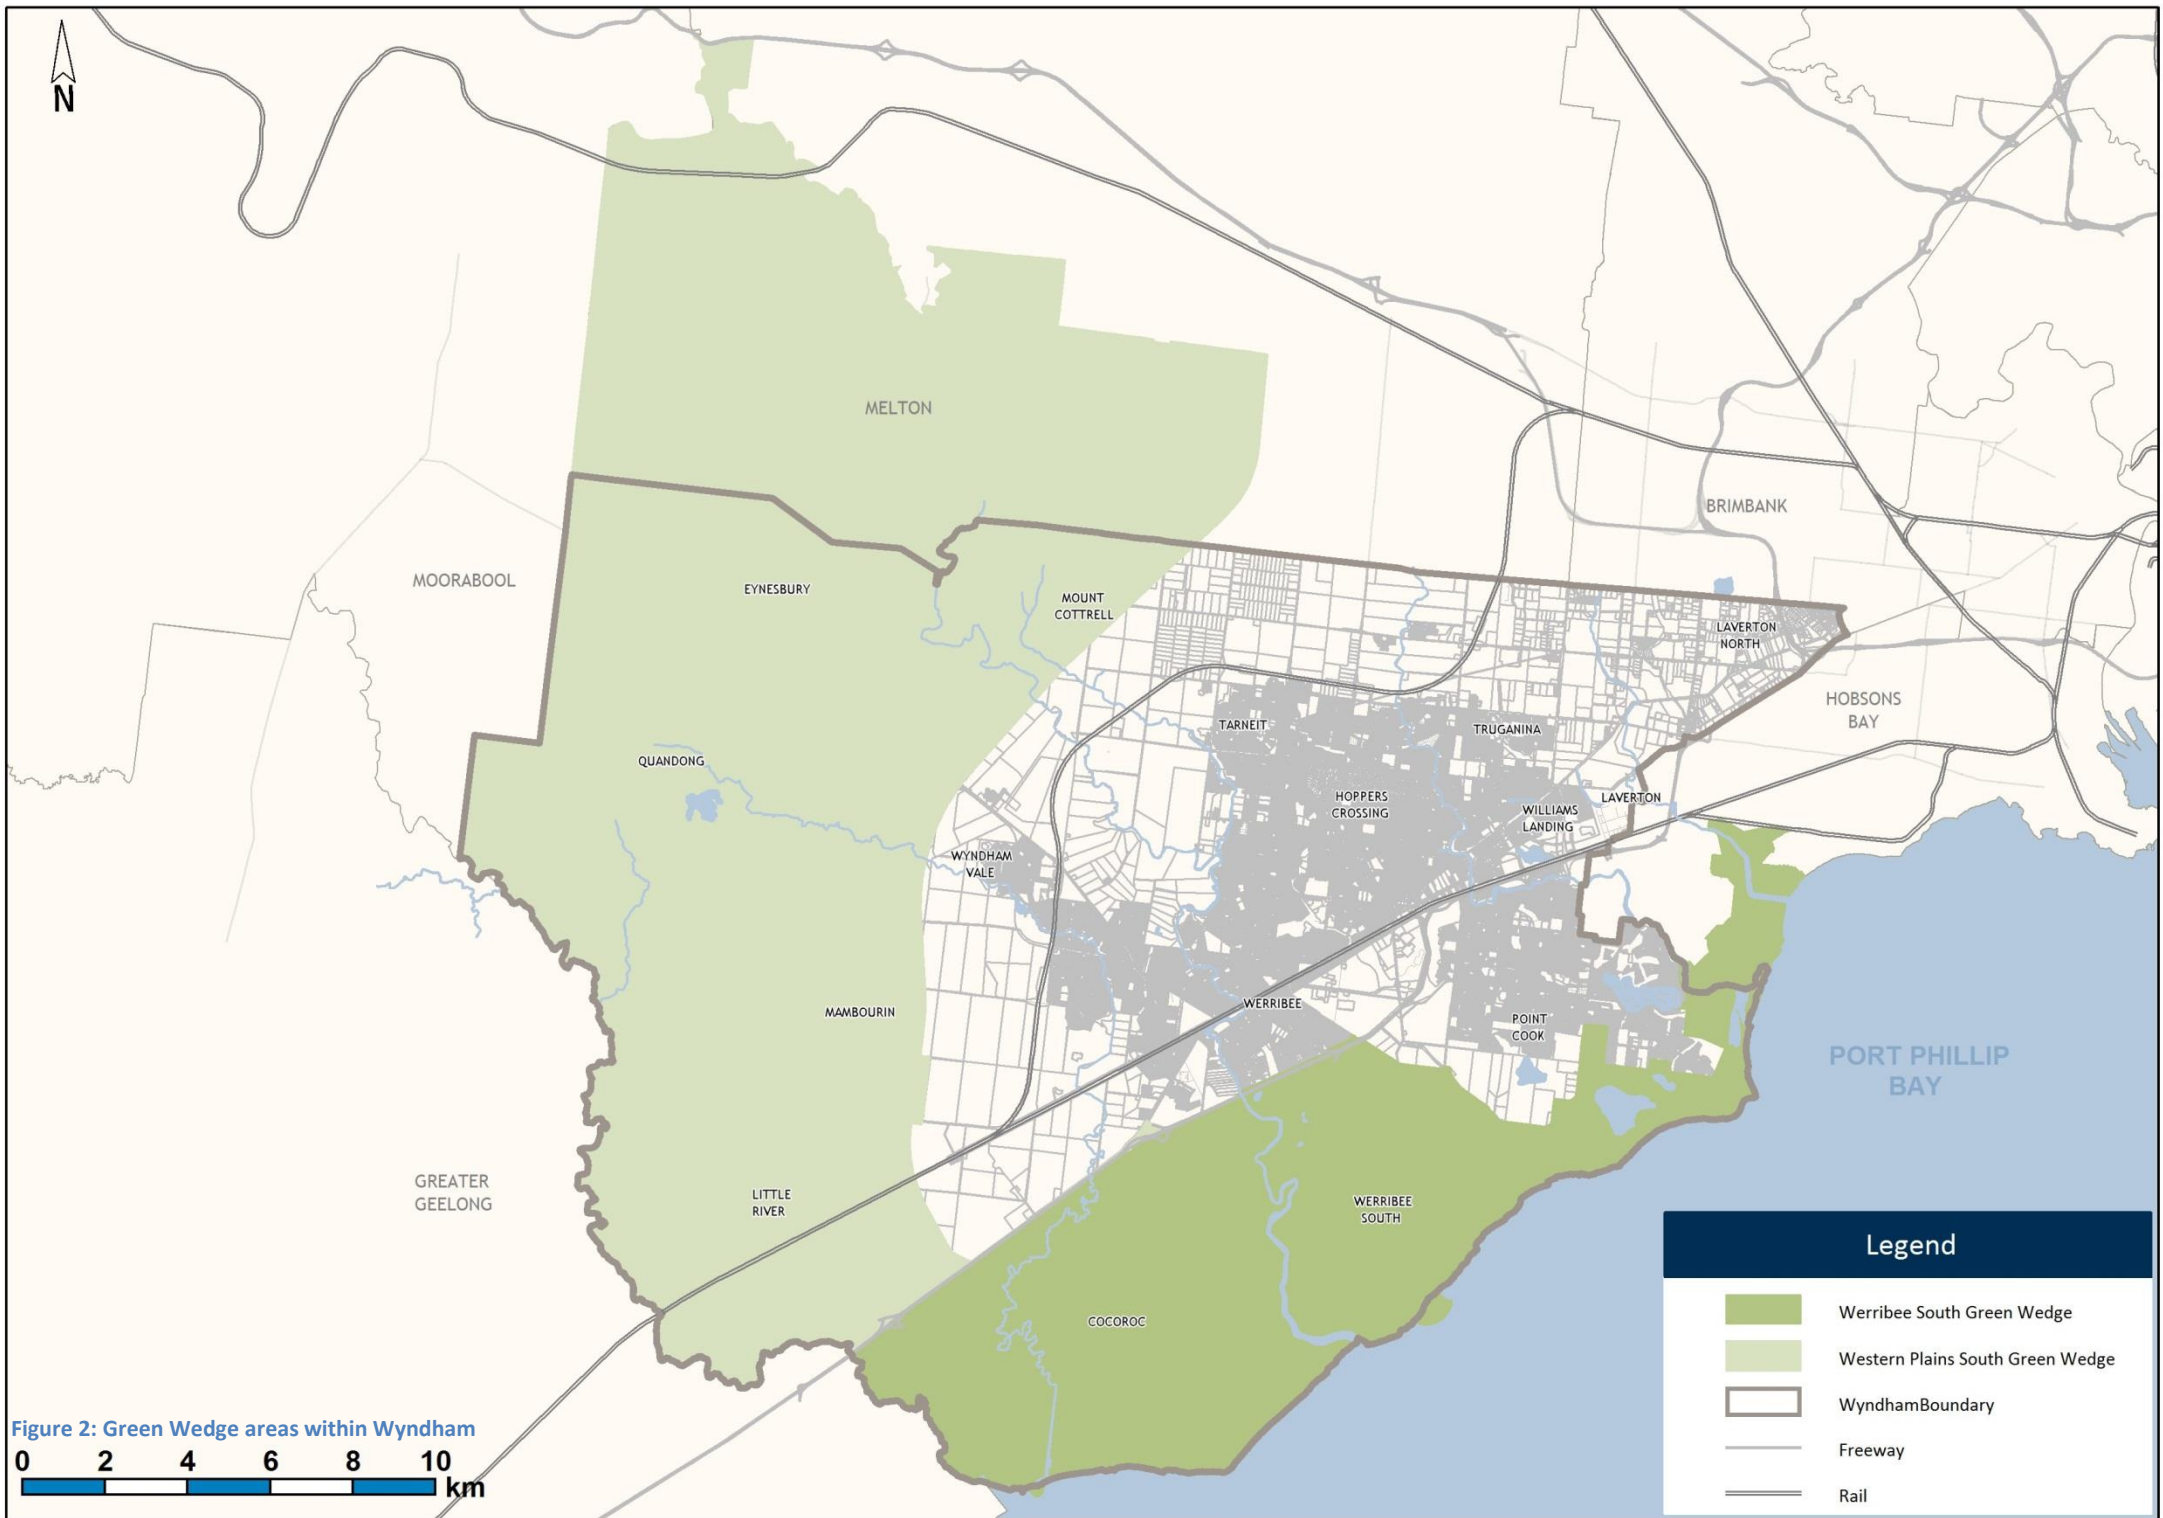 N
MELTON
BRIMBANK
MOORABOOL
EYNESBURY
MOUNT
COTTRELL
LAVERTON
NORTH
HOBSONS
BAY
TARNEIT
TRUGANINA
QUANDONG
HOPPERS
CROSSING
WILLIAMS
LANDING
LAVERTON
WYNDHAM
VALE
WERRIBEE
MAMBOURIN
POINT
COOK
PORT PHILLIP
BAY
GREATER
GEELONG
LITTLE
RIVER
WERRIBEE
SOUTH
COCOROC
Legend
Werribee South Green Wedge
Western Plains South Green Wedge
WyndhamBoundary
Freeway
Rail
Figure 2: Green Wedge areas within Wyndham
0 2 4 6 8 10
km